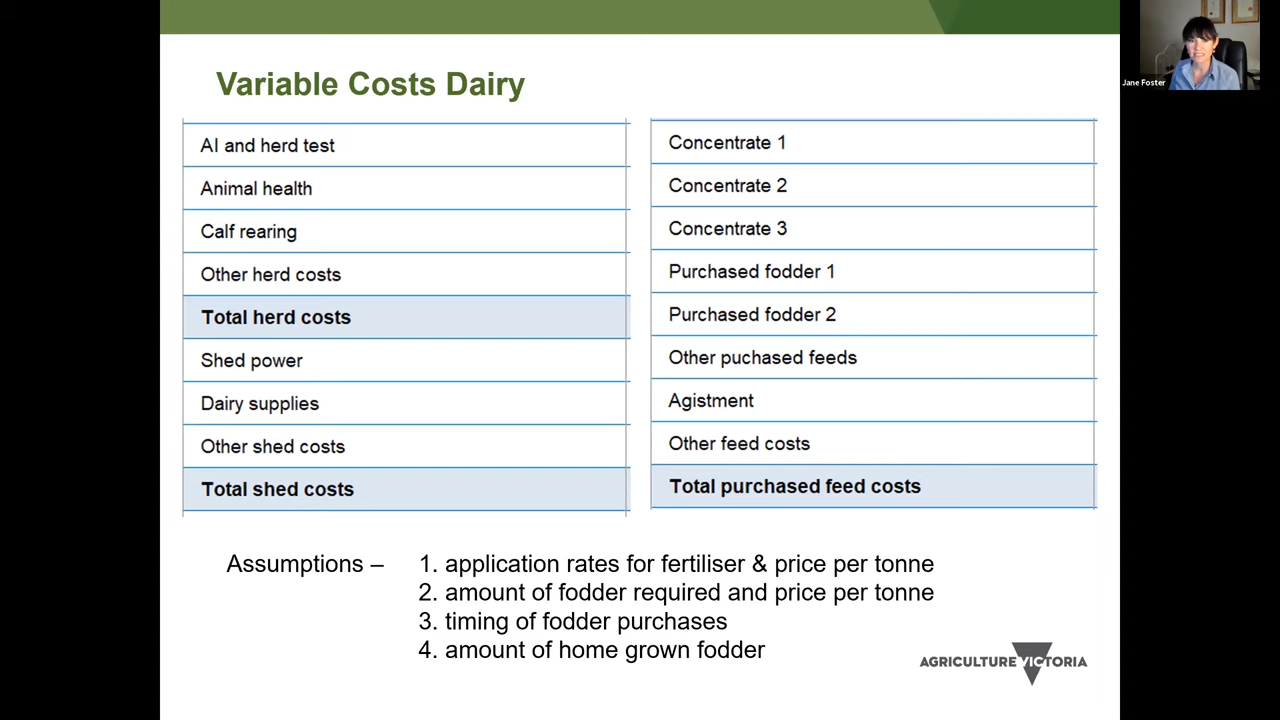 Variable Costs Dairy
AI and herd test
Animal health
Calf rearing
Other herd costs
Total herd costs
Shed power
Dairy supplies
Other shed costs
Total shed costs
Concentrate 1
Concentrate 2
Concentrate 3
Purchased fodder 1
Purchased fodder 2
Other puchased feeds
Agistment
Other feed costs
Total purchased feed costs
Assumptions – 1. application rates for fertiliser & price per tonne
2. amount of fodder required and price per tonne
3. timing of fodder purchases
4. amount of home grown fodder
AGRICULTURE VICTORIA
Jane Foster